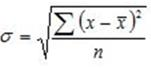 σ = √(∑(x − x̅)² / n)